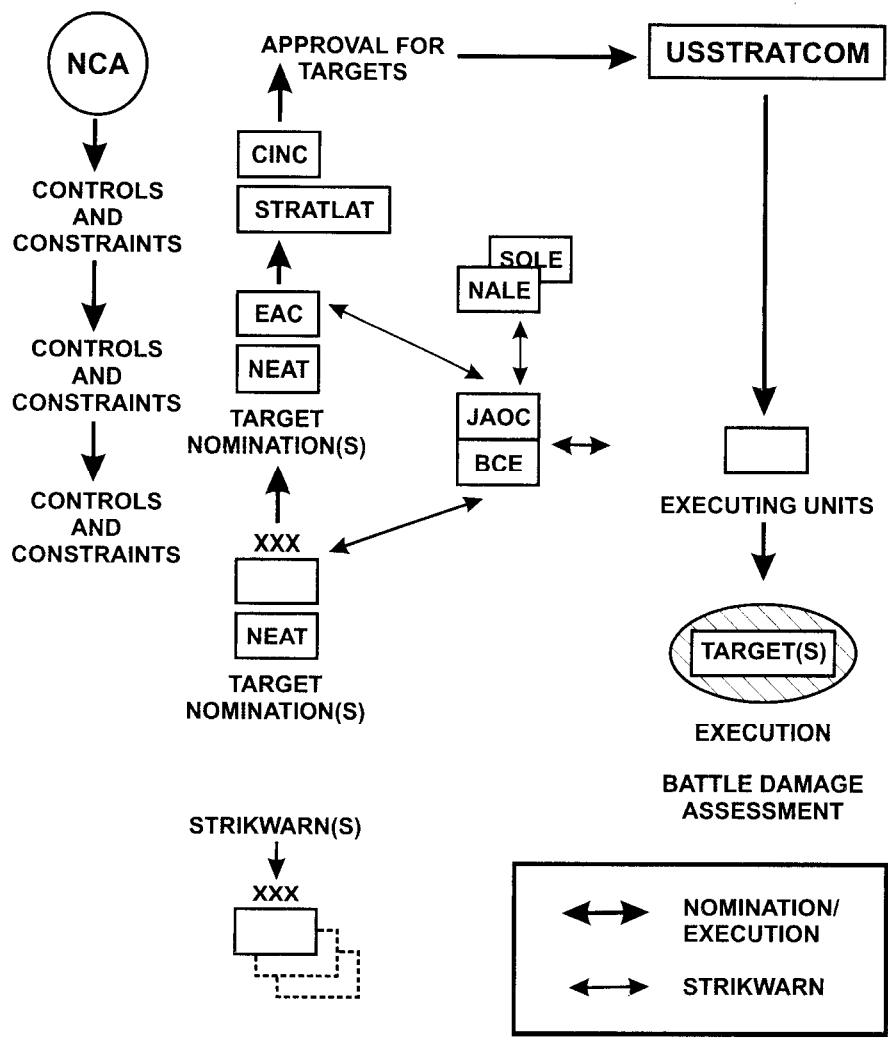 NCA
CONTROLS
AND
CONSTRAINTS
CONTROLS
AND
CONSTRAINTS
CONTROLS
AND
CONSTRAINTS
APPROVAL FOR
TARGETS
CINC
STRATLAT
EAC
NEAT
TARGET
NOMINATION(S)
XXX
NEAT
TARGET
NOMINATION(S)
STRIKWARN(S)
XXX
SOLE
NALE
JAOC
BCE
USSTRATCOM
EXECUTING UNITS
TARGET(S)
EXECUTION
BATTLE DAMAGE
ASSESSMENT
NOMINATION/
EXECUTION
STRIKWARN